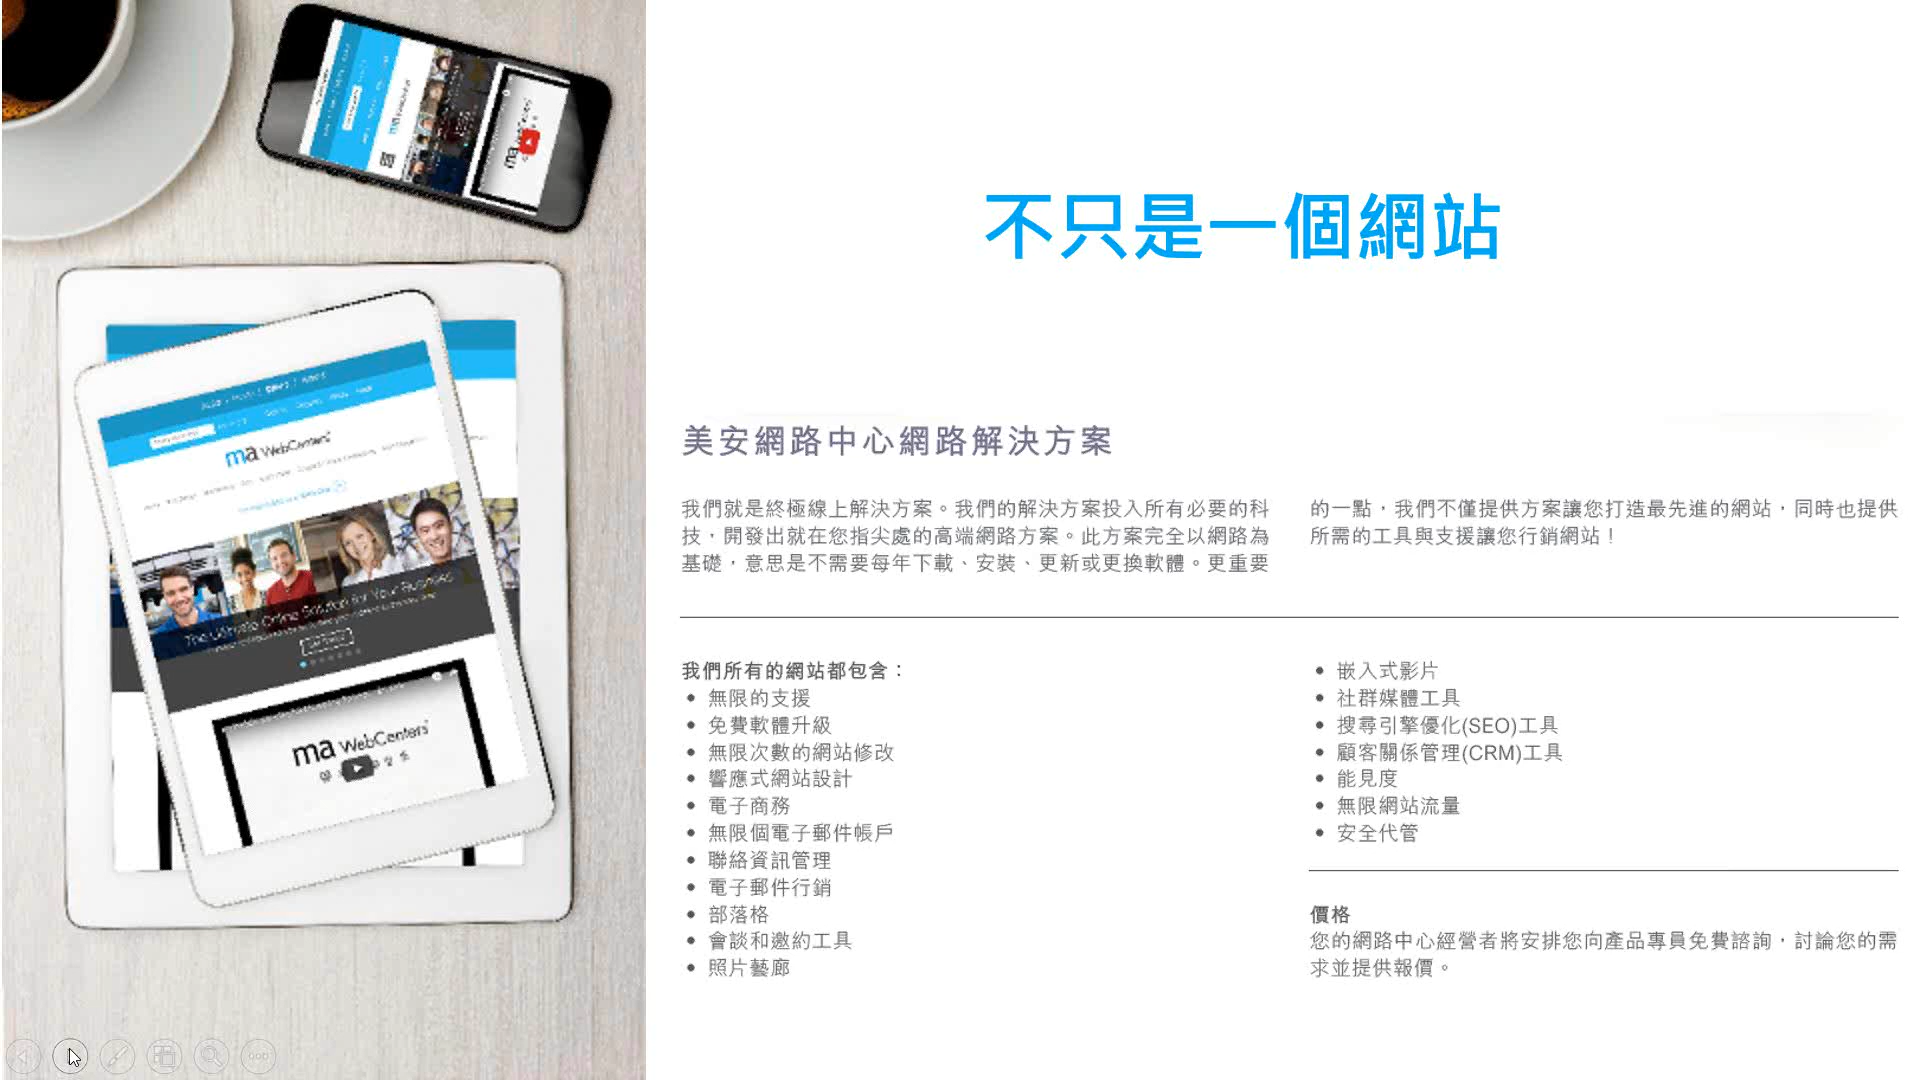 不只是一個網站
美安網路中心網路解決方案
我們就是終極線上解決方案。我們的解決方案投入所有必要的科
技，開發出就在您指尖處的高端網路方案。此方案完全以網路為
基礎，意思是不需要每年下載、安裝、更新或更換軟體。更重要
的一點，我們不僅提供方案讓您打造最先進的網站，同時也提供
所需的工具與支援讓您行銷網站！
我們所有的網站都包含：
• 無限的支援
• 免費軟體升級
• 無限次數的網站修改
• 響應式網站設計
• 電子商務
• 無限個電子郵件帳戶
• 聯絡資訊管理
• 電子郵件行銷
• 部落格
• 會談和邀約工具
• 照片藝廊
• 嵌入式影片
• 社群媒體工具
• 搜尋引擎優化(SEO)工具
• 顧客關係管理(CRM)工具
• 能見度
• 無限網站流量
• 安全代管
價格
您的網路中心經營者將安排您向產品專員免費諮詢，討論您的需
求並提供報價。
ma WebCenters
The Ultimate Online Solution for Your Business
ma WebCenters